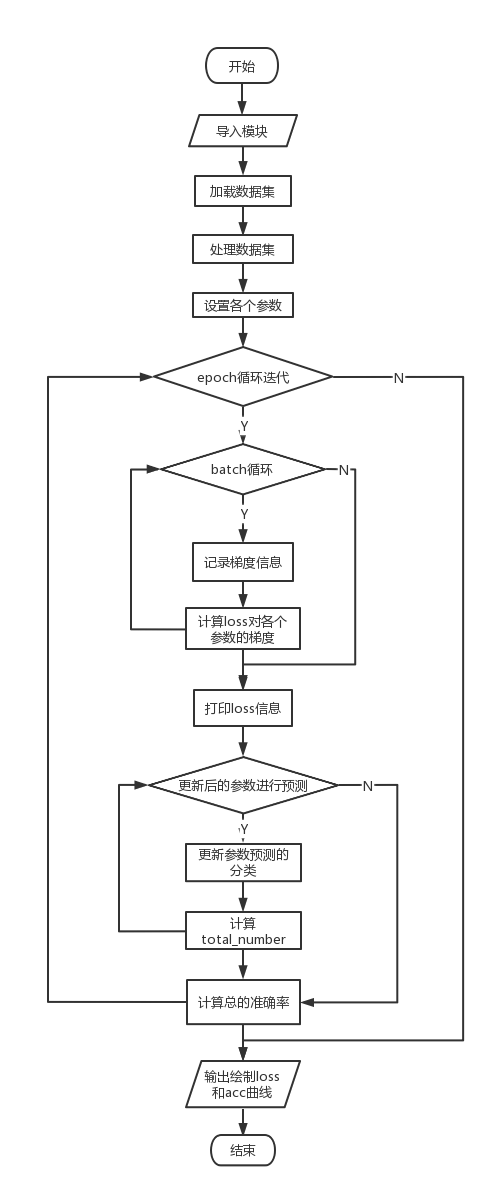 开始
导入模块
加载数据集
处理数据集
设置各个参数
epoch循环迭代
N
Y
batch循环
N
Y
记录梯度信息
计算loss对各个
参数的梯度
打印loss信息
更新后的参数进行预测
N
Y
更新参数预测的
分类
计算
total_number
计算总的准确率
输出绘制loss
和acc曲线
结束